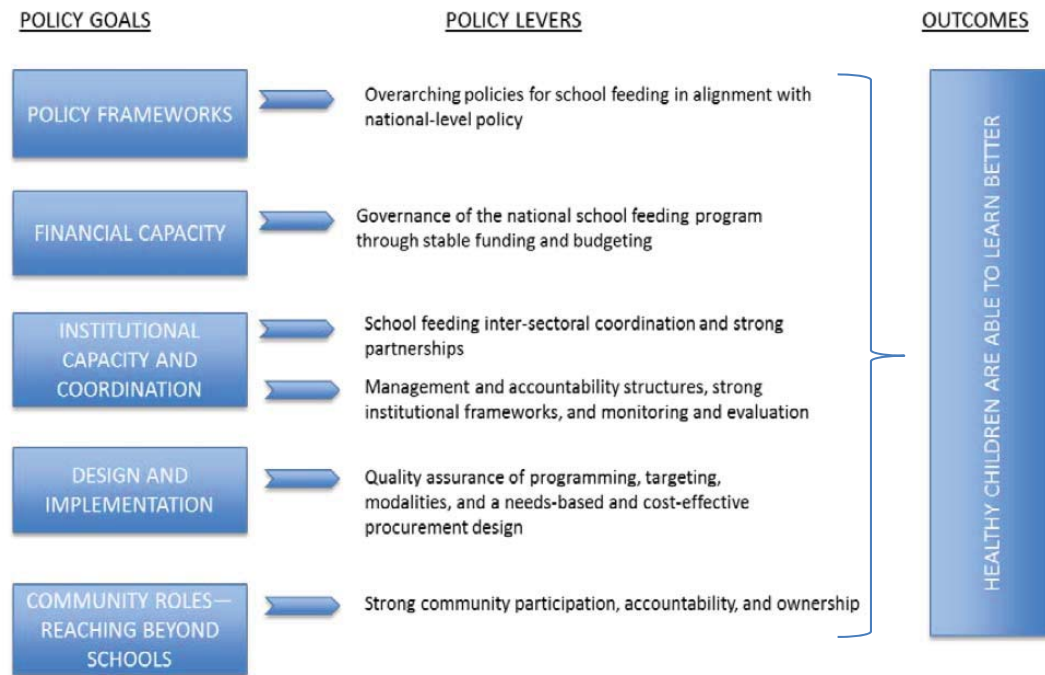 POLICY GOALS
POLICY LEVERS
OUTCOMES
POLICY FRAMEWORKS
Overarching policies for school feeding in alignment with
national-level policy
FINANCIAL CAPACITY
Governance of the national school feeding program
through stable funding and budgeting
INSTITUTIONAL
CAPACITY AND
COORDINATION
School feeding inter-sectoral coordination and strong
partnerships
Management and accountability structures, strong
institutional frameworks, and monitoring and evaluation
DESIGN AND
IMPLEMENTATION
Quality assurance of programming, targeting,
modalities, and a needs-based and cost-effective
procurement design
COMMUNITY ROLES—
REACHING BEYOND
SCHOOLS
Strong community participation, accountability, and ownership
HEALTHY CHILDREN ARE ABLE TO LEARN BETTER